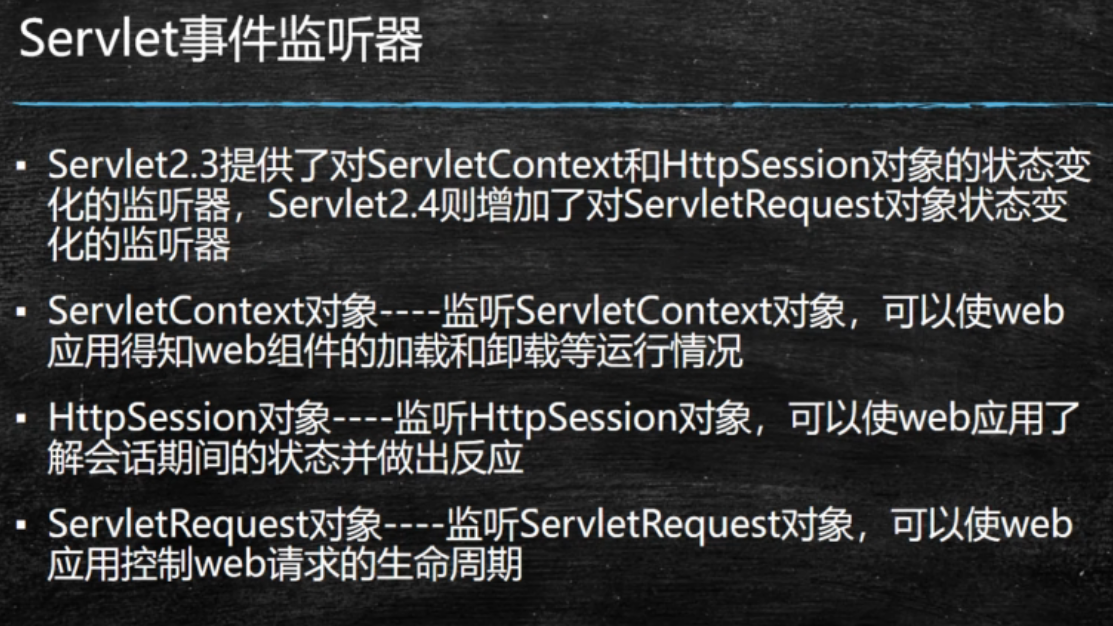 Servlet事件监听器
▪ Servlet2.3提供了对ServletContext和HttpSession对象的状态变
化的监听器，Servlet2.4则增加了对ServletRequest对象状态变
化的监听器
▪ ServletContext对象----监听ServletContext对象，可以使web
应用得知web组件的加载和卸载等运行情况
▪ HttpSession对象----监听HttpSession对象，可以使web应用了
解会话期间的状态并做出反应
▪ ServletRequest对象----监听ServletRequest对象，可以使web
应用控制web请求的生命周期